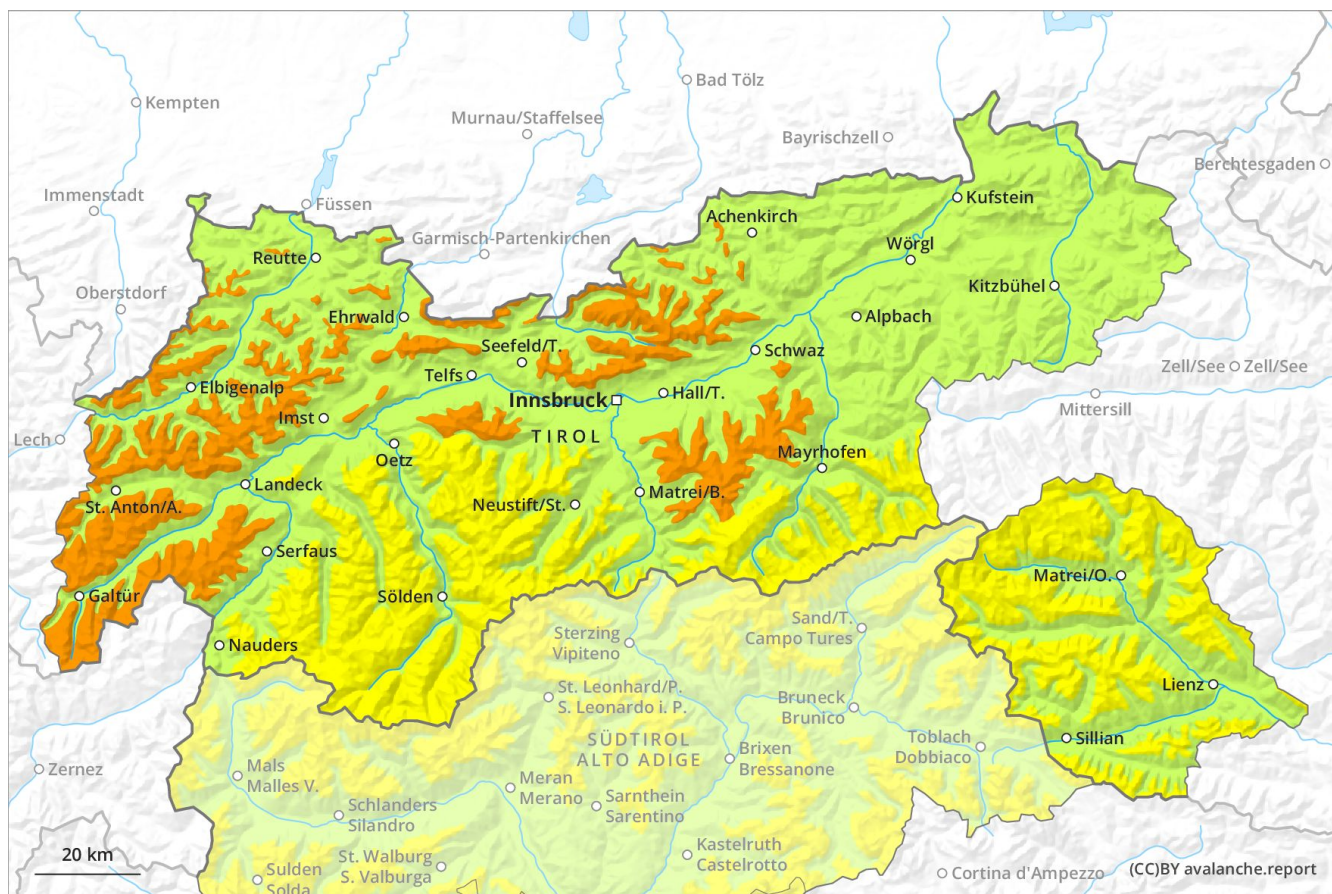 Bad Tölz
Kempten
Murnau/Staffelsee
Bayrischzell
Berchtesgaden
Immenstadt
Füssen
Kufstein
Achenkirch
Garmisch-Partenkirchen
Wörgl
Reutte
Kitzbühel
Oberstdorf
Ehrwald
Alpbach
Seefeld/T.
Schwaz
Zell/See
Zell/See
Telfs
Elbigenalp
Innsbruck
Hall/T.
Mittersill
Imst
Lech
TIROL
Oetz
Mayrhofen
Landeck
Matrei/B.
St. Anton/A.
Neustift/St.
Serfaus
Matrei/O.
Galtür
Sölden
Sand/T.
Campo Tures
Sterzing
Vipiteno
Nauders
Lienz
St. Leonhard/P.
S. Leonardo i. P.
Bruneck
Brunico
SÜDTIROL
ALTO ADIGE
Sillian
Toblach
Dobbiaco
Brixen
Bressanone
Zernez
Mals
Malles V.
Meran
Merano
Sarnthein
Sarentino
Schlanders
Silandro
20 km
Kastelruth
Castelrotto
St. Walburg
S. Valburga
Sulden
Solda
Cortina d'Ampezzo
(CC)BY avalanche.report